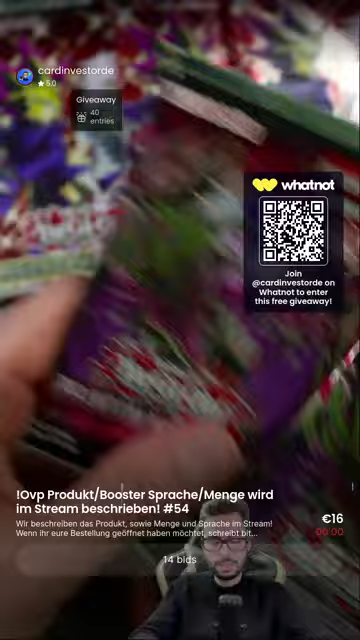 cardinvestorde
★ 5.0
Giveaway
40
entries
whatnot
Join
@cardinvestorde on
Whatnot to enter
this free giveaway!
!Ovp Produkt/Booster Sprache/Menge wird
im Stream beschrieben! #54
€16
Wir beschreiben das Produkt, sowie Menge und Sprache im Stream!
Wenn ihr eure Bestellung geöffnet haben möchtet, schreibt bit...
00:00
14 bids